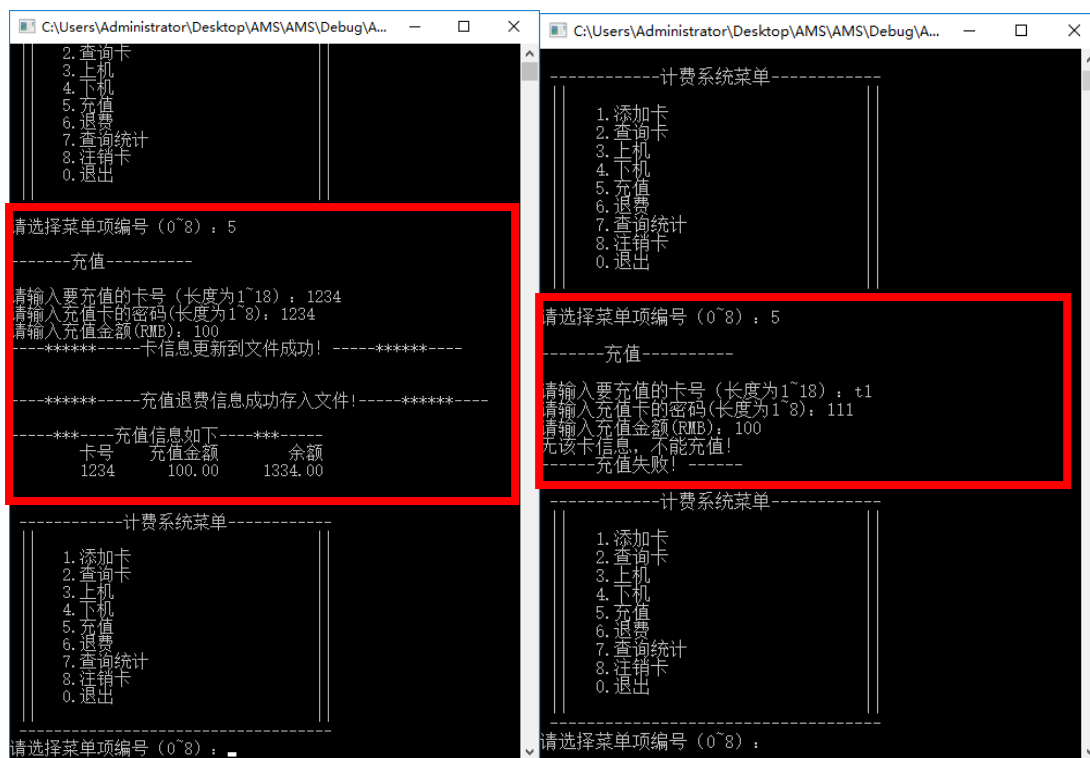 C:\Users\Administrator\Desktop\AMS\AMS\Debug\A...
2.查询卡
3.上机
4.下机
5.充值
6.退费
7.查询统计
8.注销卡
0.退出
请选择菜单项编号（0~8）：5
-------充值----------
请输入要充值的卡号（长度为1~18）：1234
请输入充值卡的密码(长度为1~8)：1234
请输入充值金额(RMB)：100
----******-----卡信息更新到文件成功! -----******----
----******-----充值退费信息成功存入文件!-----******----
-----***----充值信息如下----***-----
卡号 充值金额 余额
1234 100.00 1334.00
------------计费系统菜单------------
1.添加卡
2.查询卡
3.上机
4.下机
5.充值
6.退费
7.查询统计
8.注销卡
0.退出
------------------------------------
请选择菜单项编号（0~8）：
C:\Users\Administrator\Desktop\AMS\AMS\Debug\A...
------------计费系统菜单------------
1.添加卡
2.查询卡
3.上机
4.下机
5.充值
6.退费
7.查询统计
8.注销卡
0.退出
请选择菜单项编号（0~8）：5
-------充值----------
请输入要充值的卡号（长度为1~18）：t1
请输入充值卡的密码(长度为1~8)：111
请输入充值金额(RMB)：100
无该卡信息，不能充值!
------充值失败! ------
------------计费系统菜单------------
1.添加卡
2.查询卡
3.上机
4.下机
5.充值
6.退费
7.查询统计
8.注销卡
0.退出
------------------------------------
请选择菜单项编号（0~8）：